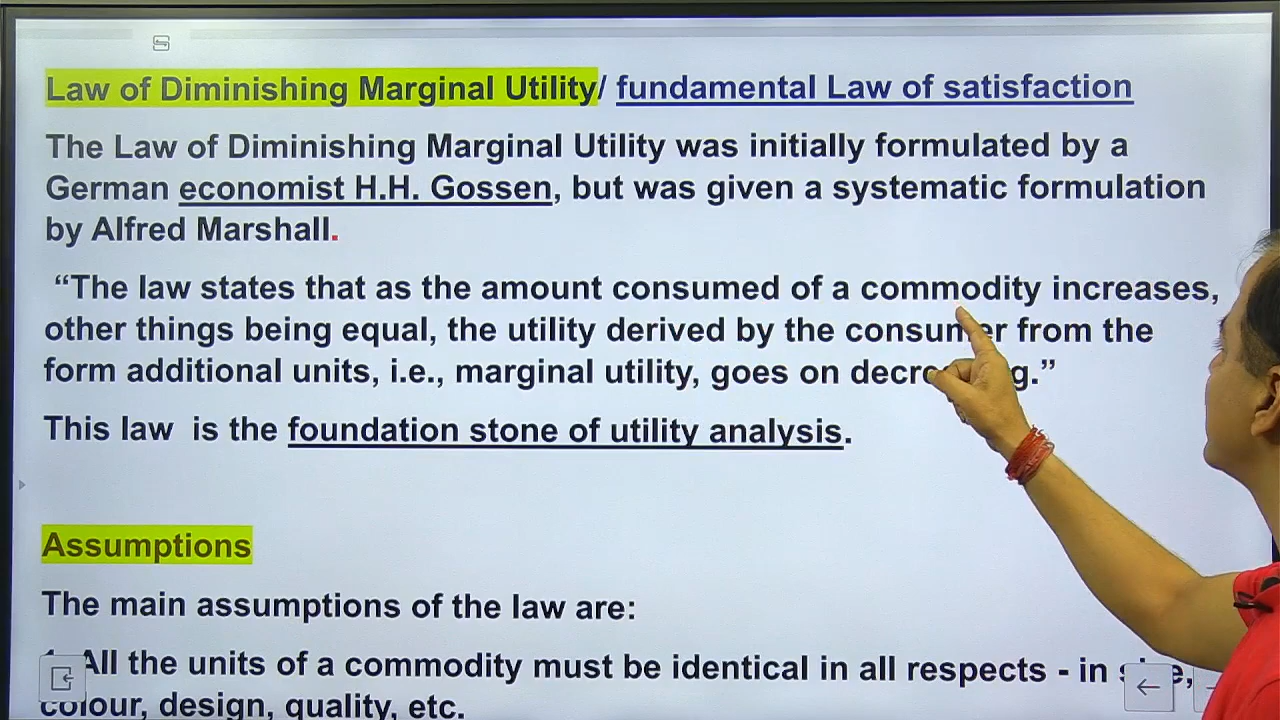 Law of Diminishing Marginal Utility/ fundamental Law of satisfaction
The Law of Diminishing Marginal Utility was initially formulated by a
German economist H.H. Gossen, but was given a systematic formulation
by Alfred Marshall.
“The law states that as the amount consumed of a commodity increases,
other things being equal, the utility derived by the consumer from the
form additional units, i.e., marginal utility, goes on
This law is the foundation stone of utility analysis.
Assumptions
The main assumptions of the law are:
All the units of a commodity must be identical in all respects - in
colour, design, quality, etc.